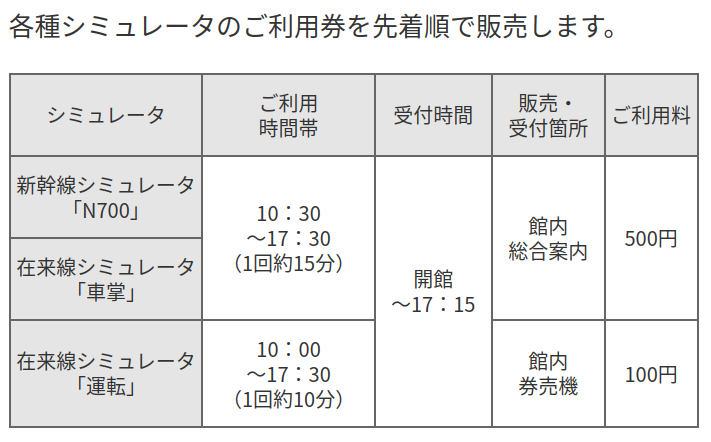 各種シミュレータのご利用券を先着順で販売します。
シミュレータ
ご利用
時間帯
受付時間
販売・
受付箇所
ご利用料
新幹線シミュレータ
「N700」
10：30
～17：30
（1回約15分）
開館
～17：15
館内
総合案内
500円
在来線シミュレータ
「車掌」
在来線シミュレータ
「運転」
10：00
～17：30
（1回約10分）
館内
券売機
100円